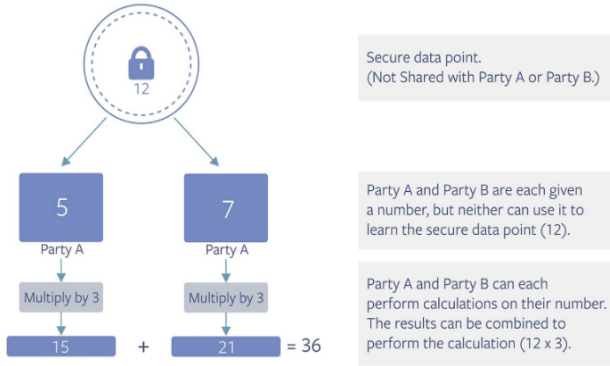 12
Secure data point.
(Not Shared with Party A or Party B.)
5
7
Party A
Party A
Party A and Party B are each given
a number, but neither can use it to
learn the secure data point (12).
Multiply by 3
Multiply by 3
Party A and Party B can each
perform calculations on their number.
The results can be combined to
perform the calculation (12 x 3).
15 + 21 = 36